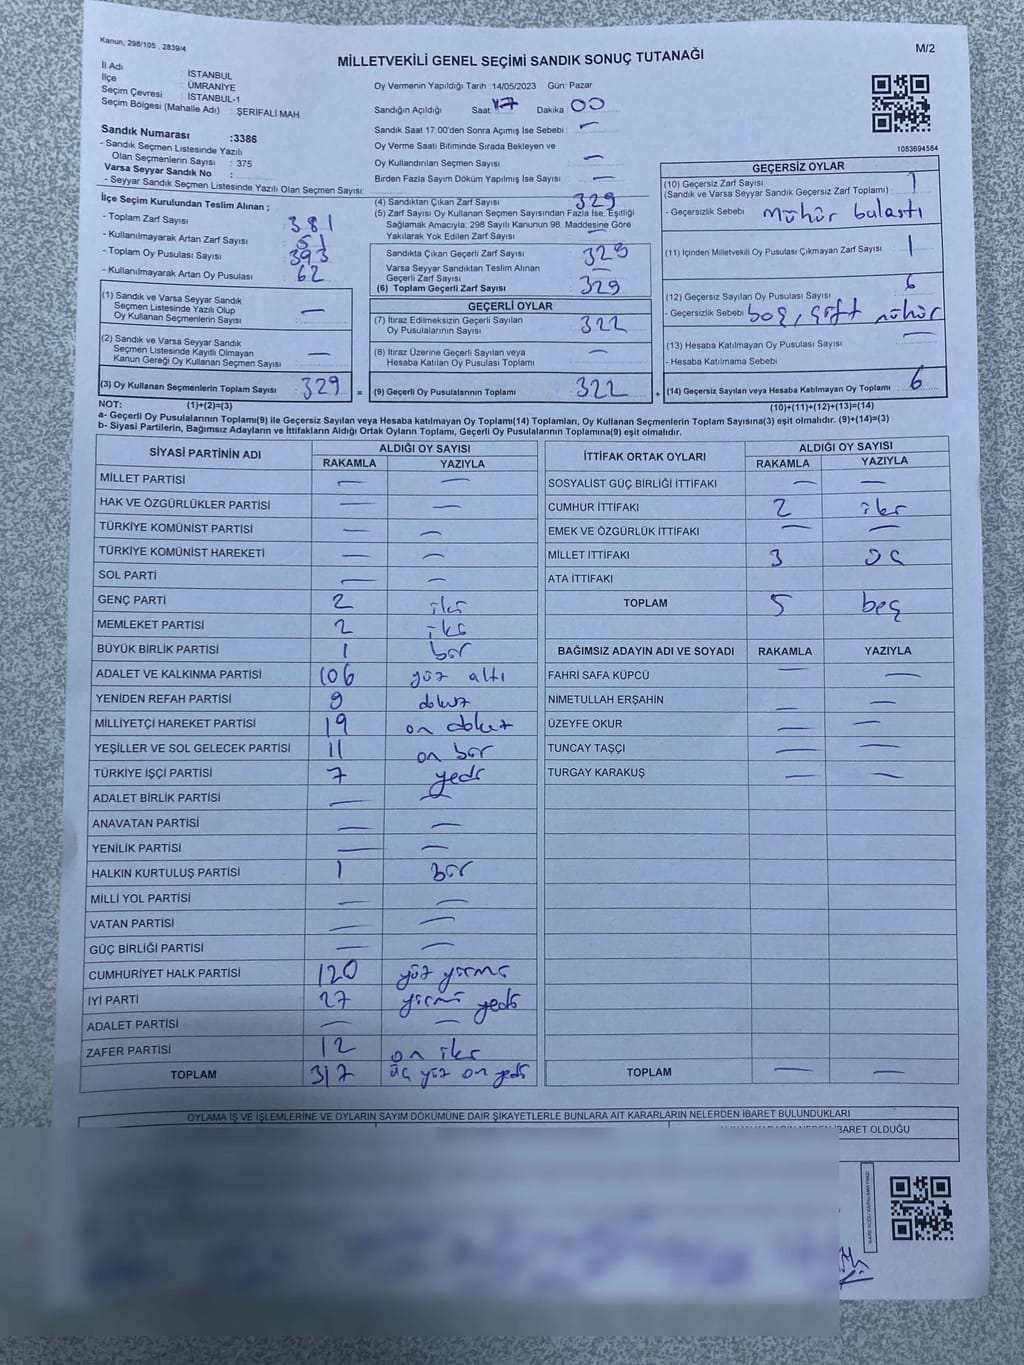 Kanun, 298/105 , 2839/4
M/2
MİLLETVEKİLİ GENEL SEÇİMİ SANDIK SONUÇ TUTANAĞI
İl Adı : İSTANBUL
İlçe : ÜMRANİYE
Seçim Çevresi : İSTANBUL-1
Seçim Bölgesi (Mahalle Adı) : ŞERİFALİ MAH.
Sandık Numarası :3386
- Sandık Seçmen Listesinde Yazılı
Olan Seçmenlerin Sayısı : 375
Varsa Seyyar Sandık No :
- Seyyar Sandık Seçmen Listesinde Yazılı Olan Seçmen Sayısı:
Oy Vermenin Yapıldığı Tarih :14/05/2023 Gün: Pazar
Sandığın Açıldığı Saat 17 Dakika 00
Sandık Saat 17:00'den Sonra Açımış İse Sebebi : —
Oy Verme Saati Bitiminde Sırada Bekleyen ve
Oy Kullandırılan Seçmen Sayısı : —
Birden Fazla Sayım Döküm Yapılmış İse Sayısı : —
1083694584
İlçe Seçim Kurulundan Teslim Alınan :
- Toplam Zarf Sayısı : 381
- Kullanılmayarak Artan Zarf Sayısı : 51
- Toplam Oy Pusulası Sayısı : 393
- Kullanılmayarak Artan Oy Pusulası : 62
(1) Sandık ve Varsa Seyyar Sandık
Seçmen Listesinde Yazılı Olup
Oy Kullanan Seçmenlerin Sayısı : —
(2) Sandık ve Varsa Seyyar Sandık
Seçmen Listesinde Kayıtlı Olmayan
Kanun Gereği Oy Kullanan Seçmen Sayısı : —
(3) Oy Kullanan Seçmenlerin Toplam Sayısı : 329
(4) Sandıktan Çıkan Zarf Sayısı : 329
(5) Zarf Sayısı Oy Kullanan Seçmen Sayısından Fazla İse, Eşitliği
Sağlamak Amacıyla; 298 Sayılı Kanunun 98. Maddesine Göre
Yakılarak Yok Edilen Zarf Sayısı : —
Sandıkta Çıkan Geçerli Zarf Sayısı : 329
Varsa Seyyar Sandıktan Teslim Alınan
Geçerli Zarf Sayısı : —
(6) Toplam Geçerli Zarf Sayısı : 329
GEÇERLİ OYLAR
(7) İtiraz Edilmeksizin Geçerli Sayılan
Oy Pusulalarının Sayısı : 322
(8) İtiraz Üzerine Geçerli Sayılan veya
Hesaba Katılan Oy Pusulası Toplamı : —
= (9) Geçerli Oy Pusulalarının Toplamı : 322
GEÇERSİZ OYLAR
(10) Geçersiz Zarf Sayısı : 1
(Sandık ve Varsa Seyyar Sandık Geçersiz Zarf Toplamı)
- Geçersizlik Sebebi : mühür bulaştı
(11) İçinden Milletvekili Oy Pusulası Çıkmayan Zarf Sayısı : 1
(12) Geçersiz Sayılan Oy Pusulası Sayısı : 6
- Geçersizlik Sebebi : boş, çift mühür
(13) Hesaba Katılmayan Oy Pusulası Sayısı : —
- Hesaba Katılmama Sebebi :
+ (14) Geçersiz Sayılan veya Hesaba Katılmayan Oy Toplamı : 6
NOT: (1)+(2)=(3)
(10)+(11)+(12)+(13)=(14)
a- Geçerli Oy Pusulalarının Toplamı(9) ile Geçersiz Sayılan veya Hesaba katılmayan Oy Toplamı(14) Toplamları, Oy Kullanan Seçmenlerin Toplam Sayısına(3) eşit olmalıdır. (9)+(14)=(3)
b- Siyasi Partilerin, Bağımsız Adayların ve İttifakların Aldığı Ortak Oyların Toplamı, Geçerli Oy Pusulalarının Toplamına(9) eşit olmalıdır.
SİYASİ PARTİNİN ADI ALDIĞI OY SAYISI
RAKAMLA YAZIYLA
MİLLET PARTİSİ — —
HAK VE ÖZGÜRLÜKLER PARTİSİ — —
TÜRKİYE KOMÜNİST PARTİSİ — —
TÜRKİYE KOMÜNİST HAREKETİ — —
SOL PARTİ — —
GENÇ PARTİ 2 iki
MEMLEKET PARTİSİ 2 iki
BÜYÜK BİRLİK PARTİSİ 1 bir
ADALET VE KALKINMA PARTİSİ 106 yüz altı
YENİDEN REFAH PARTİSİ 9 dokuz
MİLLİYETÇİ HAREKET PARTİSİ 19 on dokuz
YEŞİLLER VE SOL GELECEK PARTİSİ 11 on bir
TÜRKİYE İŞÇİ PARTİSİ 7 yedi
ADALET BİRLİK PARTİSİ — —
ANAVATAN PARTİSİ — —
YENİLİK PARTİSİ — —
HALKIN KURTULUŞ PARTİSİ 1 bir
MİLLİ YOL PARTİSİ — —
VATAN PARTİSİ — —
GÜÇ BİRLİĞİ PARTİSİ — —
CUMHURİYET HALK PARTİSİ 120 yüz yirmi
İYİ PARTİ 27 yirmi yedi
ADALET PARTİSİ — —
ZAFER PARTİSİ 12 on iki
TOPLAM 317 üç yüz on yedi
İTTİFAK ORTAK OYLARI ALDIĞI OY SAYISI
RAKAMLA YAZIYLA
SOSYALİST GÜÇ BİRLİĞİ İTTİFAKI — —
CUMHUR İTTİFAKI 2 iki
EMEK VE ÖZGÜRLÜK İTTİFAKI — —
MİLLET İTTİFAKI 3 üç
ATA İTTİFAKI
TOPLAM 5 beş
BAĞIMSIZ ADAYIN ADI VE SOYADI RAKAMLA YAZIYLA
FAHRİ SAFA KÜPCÜ — —
NİMETULLAH ERŞAHİN — —
ÜZEYFE OKUR — —
TUNCAY TAŞÇI — —
TURGAY KARAKUŞ — —
TOPLAM — —
OYLAMA İŞ VE İŞLEMLERİNE VE OYLARIN SAYIM DÖKÜMÜNE DAİR ŞİKAYETLERLE BUNLARA AİT KARARLARIN NELERDEN İBARET BULUNDUKLARI
İBARET OLDUĞU